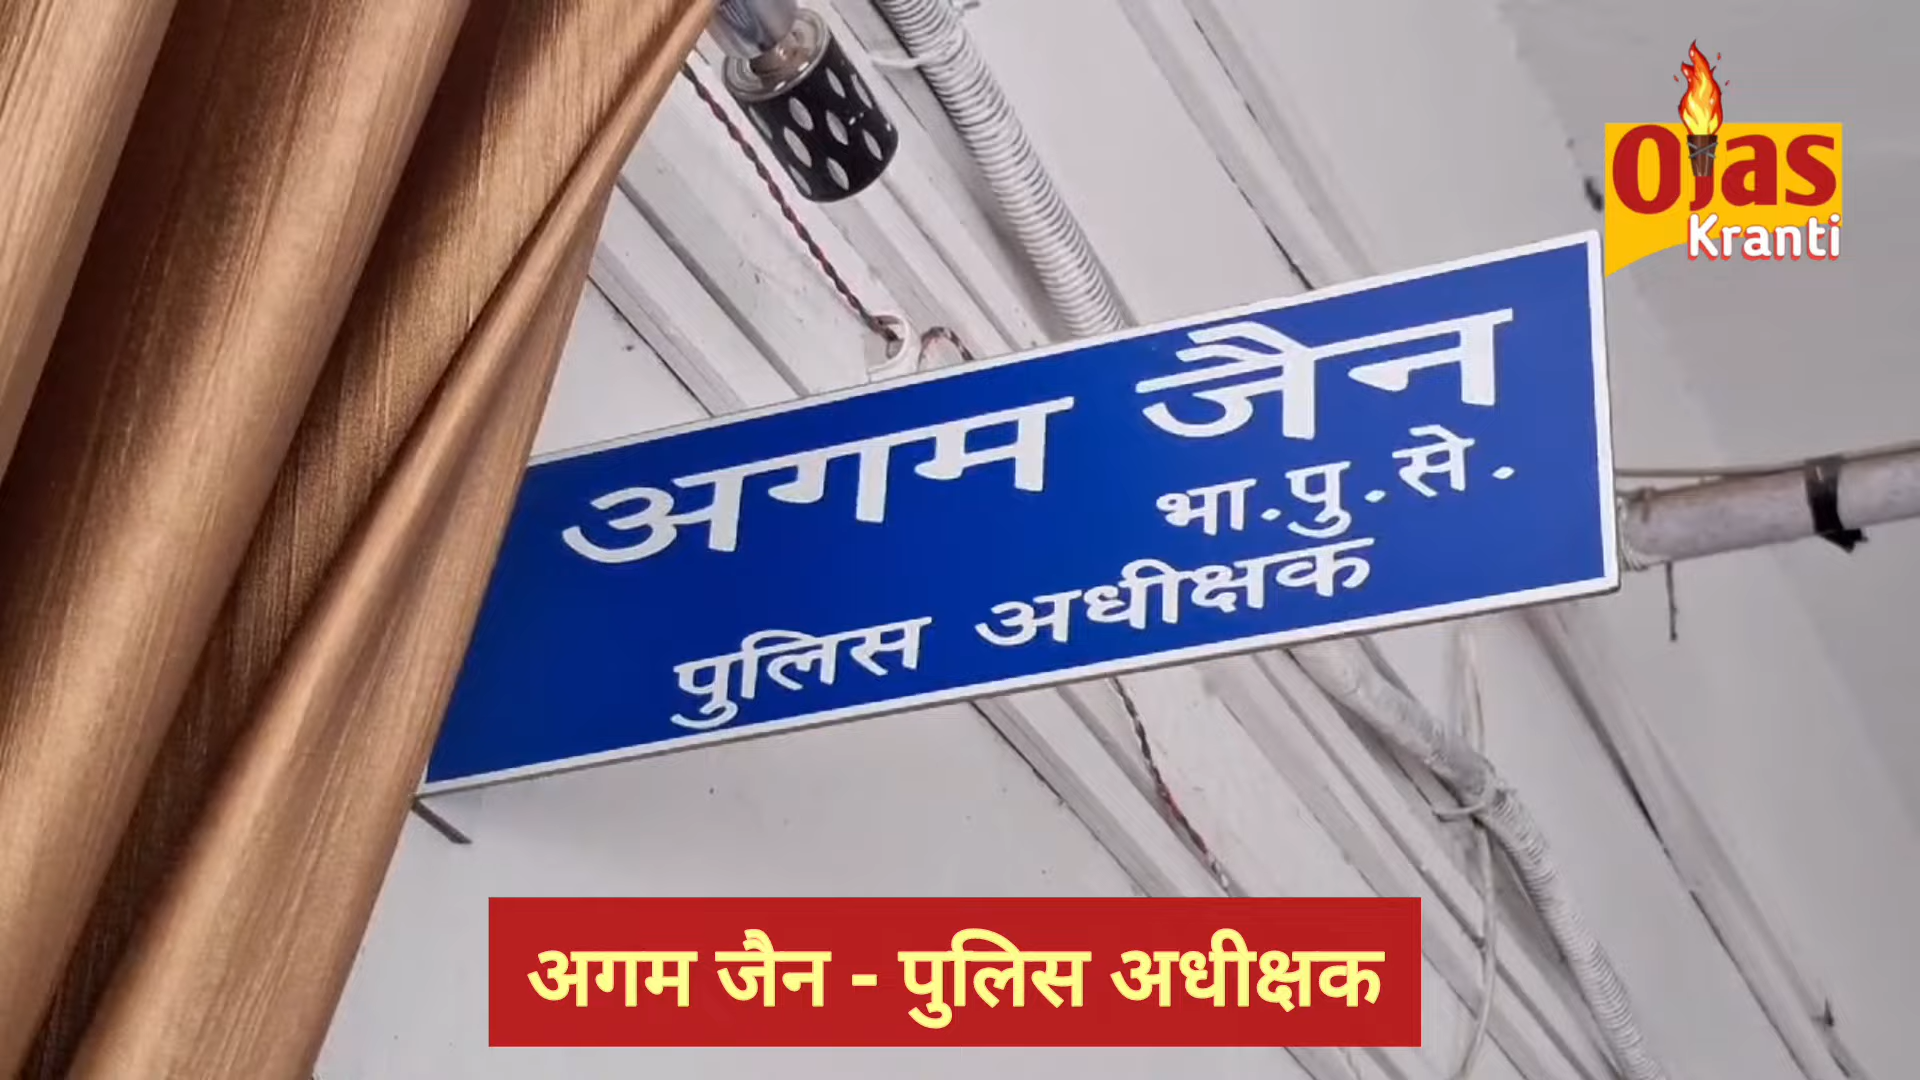 Ojas
Kranti
अगम जैन
भा.पु.से.
पुलिस अधीक्षक
अगम जैन - पुलिस अधीक्षक